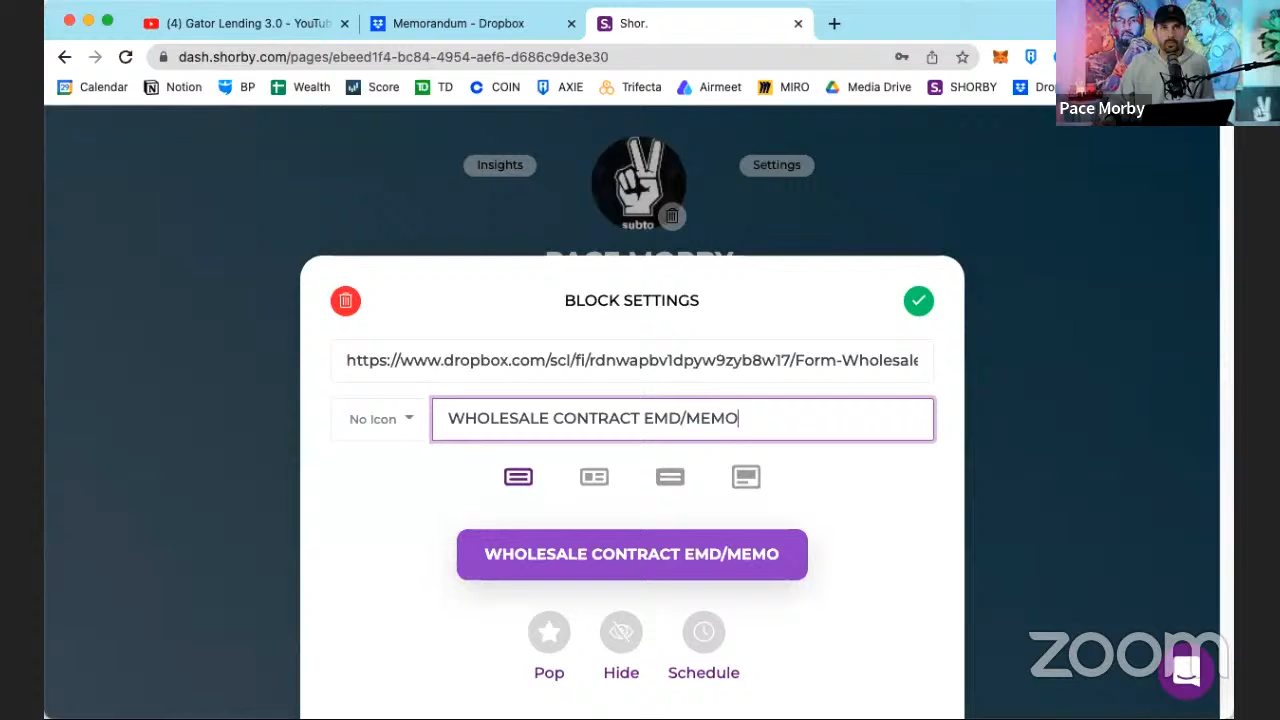 (4) Gator Lending 3.0 - YouTub
Memorandum - Dropbox
Shor.
dash.shorby.com/pages/ebeed1f4-bc84-4954-aef6-d686c9de3e30
Calendar
Notion
BP
Wealth
Score
TD
COIN
AXIE
Trifecta
Airmeet
MIRO
Media Drive
SHORBY
Dro
Pace Morby
Insights
Settings
subto
PACE MORBY
BLOCK SETTINGS
https://www.dropbox.com/scl/fi/rdnwapbv1dpyw9zyb8w17/Form-Wholesale
No Icon
WHOLESALE CONTRACT EMD/MEMO
WHOLESALE CONTRACT EMD/MEMO
Pop
Hide
Schedule
zoom